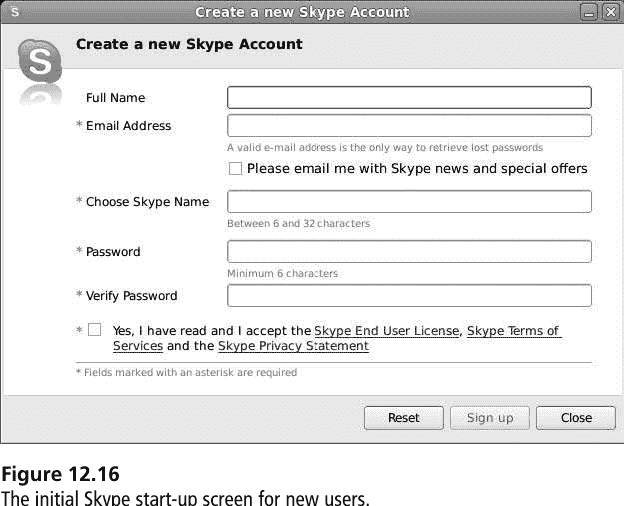 S Create a new Skype Account
S Create a new Skype Account
Full Name
* Email Address
A valid e-mail address is the only way to retrieve lost passwords
Please email me with Skype news and special offers
* Choose Skype Name
Between 6 and 32 characters
* Password
Minimum 6 characters
* Verify Password
* Yes, I have read and I accept the Skype End User License, Skype Terms of
Services and the Skype Privacy Statement
* Fields marked with an asterisk are required
Reset Sign up Close
Figure 12.16
The initial Skype start-up screen for new users.